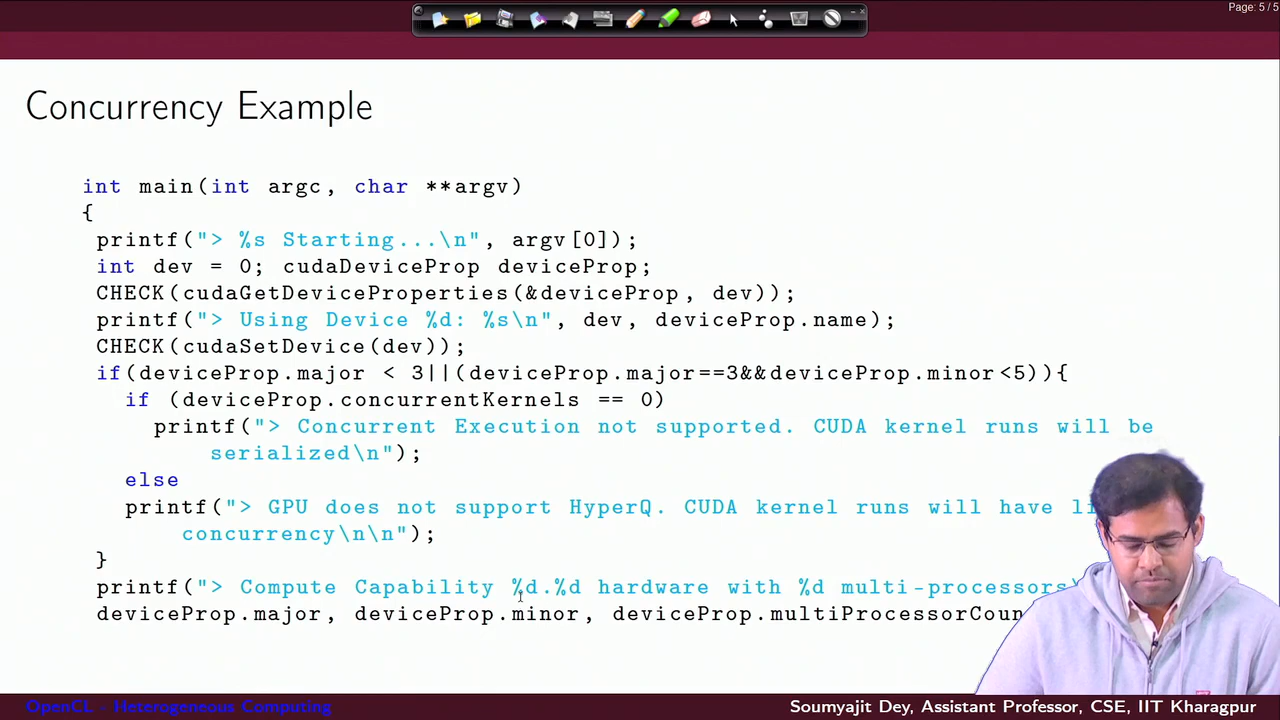 Page: 5 / 5
Concurrency Example
int main(int argc, char **argv)
{
printf("> %s Starting...\n", argv[0]);
int dev = 0; cudaDeviceProp deviceProp;
CHECK(cudaGetDeviceProperties(&deviceProp, dev));
printf("> Using Device %d: %s\n", dev, deviceProp.name);
CHECK(cudaSetDevice(dev));
if(deviceProp.major < 3||(deviceProp.major==3&&deviceProp.minor<5)){
if (deviceProp.concurrentKernels == 0)
printf("> Concurrent Execution not supported. CUDA kernel runs will be
serialized\n");
else
printf("> GPU does not support HyperQ. CUDA kernel runs will have
concurrency\n\n");
}
printf("> Compute Capability %d.%d hardware with %d multi-processors
deviceProp.major, deviceProp.minor, deviceProp.multiProcessorCoun
OpenCL - Heterogeneous Computing
Soumyajit Dey, Assistant Professor, CSE, IIT Kharagpur